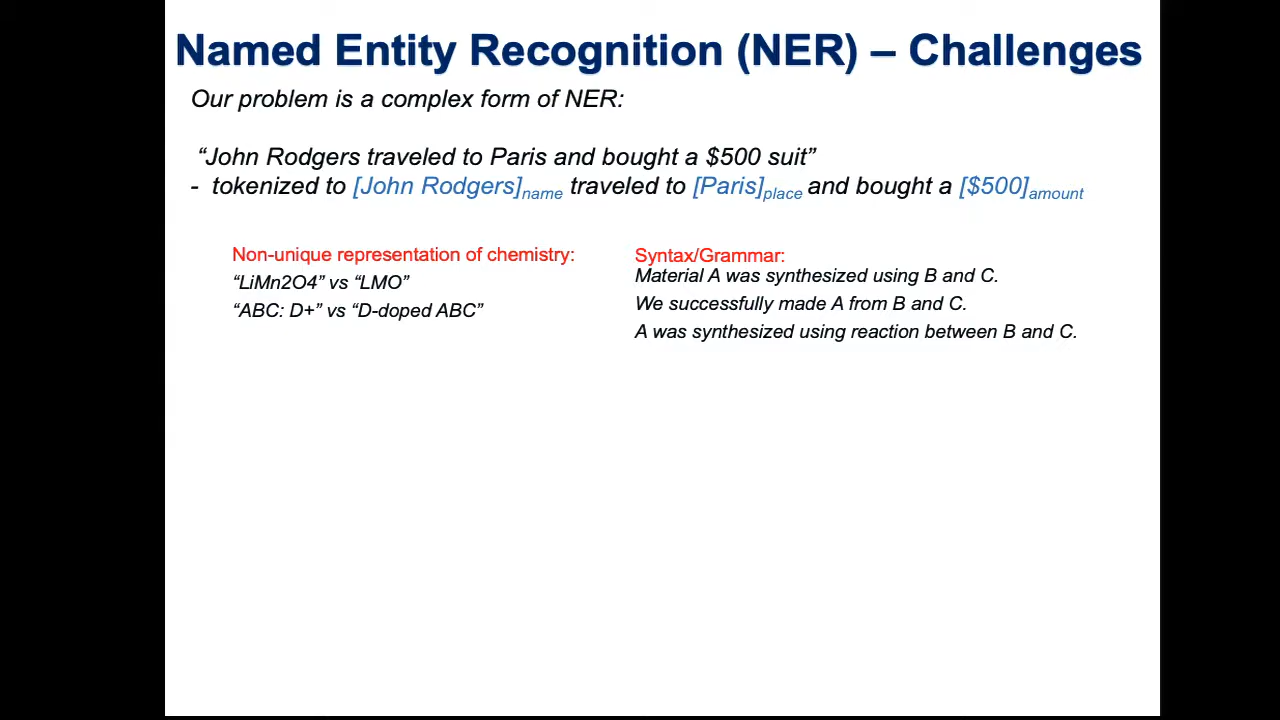 Named Entity Recognition (NER) – Challenges
Our problem is a complex form of NER:
“John Rodgers traveled to Paris and bought a $500 suit”
- tokenized to [John Rodgers]name traveled to [Paris]place and bought a [$500]amount
Non-unique representation of chemistry:
“LiMn2O4” vs “LMO”
“ABC: D+” vs “D-doped ABC”
Syntax/Grammar:
Material A was synthesized using B and C.
We successfully made A from B and C.
A was synthesized using reaction between B and C.